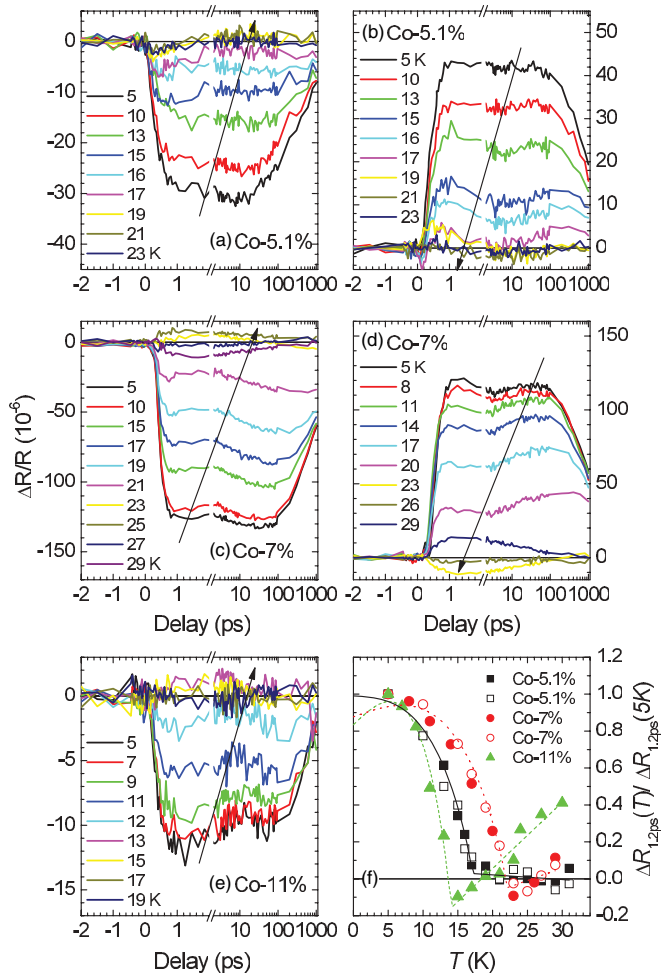 0
-10
-20
-30
-40
5
10
13
15
16
17
19
21
23 K
(a) Co-5.1%
-2 -1 0 1 10 100 1000
Delay (ps)
(b) Co-5.1%
5 K
10
13
15
16
17
19
21
23
40
30
20
10
0
-2 -1 0 1 10 100 1000
Delay (ps)
ΔR/R (10⁻⁶)
0
-50
-100
-150
5
10
15
17
19
21
23
25
27
29 K
(c) Co-7%
-2 -1 0 1 10 100 1000
Delay (ps)
(d) Co-7%
5 K
8
11
14
17
20
23
26
29
150
100
50
0
-2 -1 0 1 10 100 1000
Delay (ps)
0
-5
-10
-15
5
7
9
11
12
13
15
17
19 K
(e) Co-11%
-2 -1 0 1 10 100 1000
Delay (ps)
Co-5.1%
Co-5.1%
Co-7%
Co-7%
Co-11%
(f)
1.0
0.8
0.6
0.4
0.2
0.0
-0.2
ΔR1.2ps(T)/ ΔR1.2ps(5K)
0 5 10 15 20 25 30
T (K)